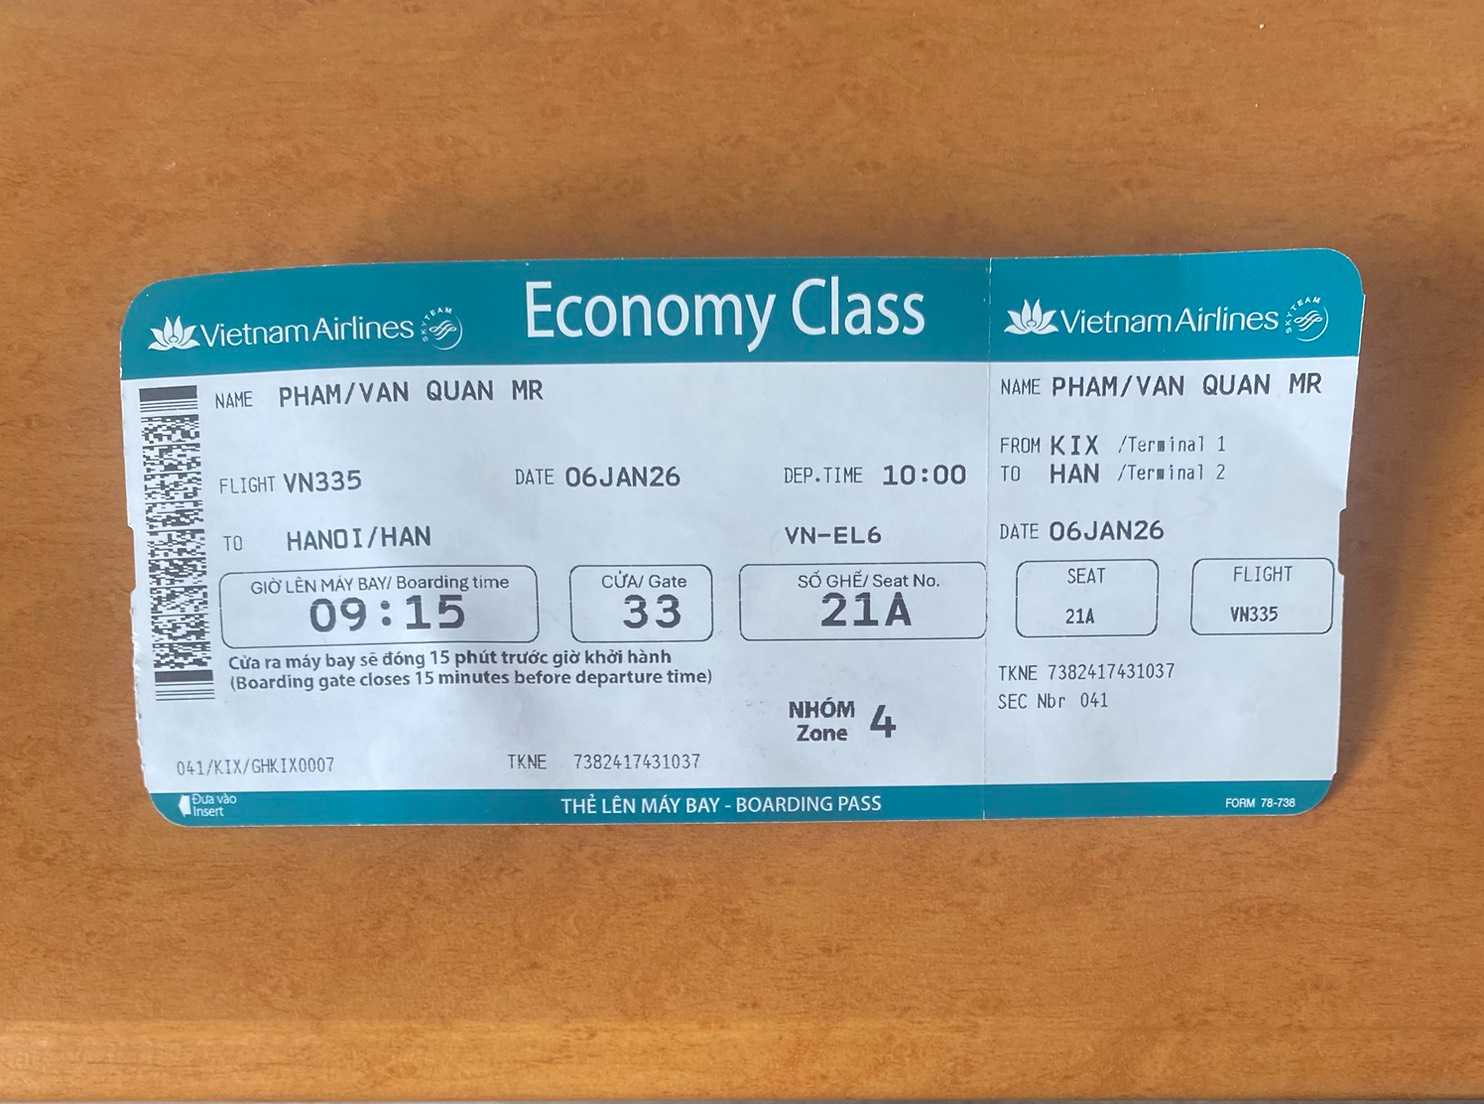 Vietnam Airlines SKYTEAM
Economy Class
NAME PHAM/VAN QUAN MR
FLIGHT VN335 DATE 06JAN26 DEP.TIME 10:00
TO HANOI/HAN VN-EL6
GIỜ LÊN MÁY BAY/ Boarding time
09:15
CỬA/ Gate
33
SỐ GHẾ/ Seat No.
21A
Cửa ra máy bay sẽ đóng 15 phút trước giờ khởi hành
(Boarding gate closes 15 minutes before departure time)
NHÓM
Zone 4
041/KIX/GHKIX0007 TKNE 7382417431037
Đưa vào
Insert
THẺ LÊN MÁY BAY - BOARDING PASS
Vietnam Airlines SKYTEAM
NAME PHAM/VAN QUAN MR
FROM KIX /Terminal 1
TO HAN /Terminal 2
DATE 06JAN26
SEAT
21A
FLIGHT
VN335
TKNE 7382417431037
SEC Nbr 041
FORM 78-738